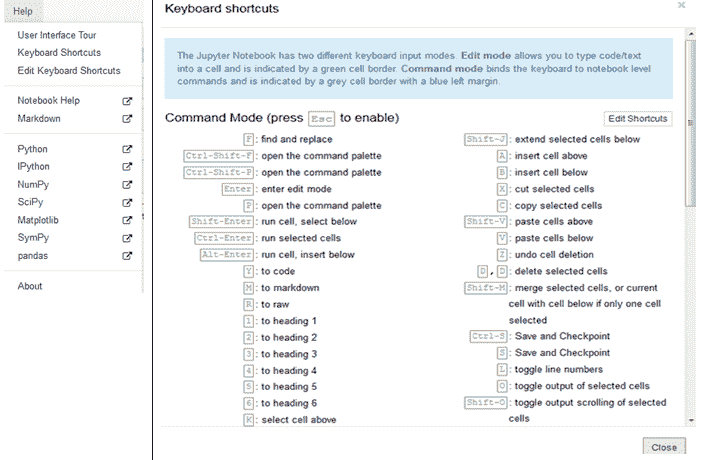 Help
User Interface Tour
Keyboard Shortcuts
Edit Keyboard Shortcuts
Notebook Help
Markdown
Python
IPython
NumPy
SciPy
Matplotlib
SymPy
pandas
About
Keyboard shortcuts
×
The Jupyter Notebook has two different keyboard input modes. Edit mode allows you to type code/text
into a cell and is indicated by a green cell border. Command mode binds the keyboard to notebook level
commands and is indicated by a grey cell border with a blue left margin.
Command Mode (press Esc to enable)
Edit Shortcuts
F: find and replace
Ctrl-Shift-F: open the command palette
Ctrl-Shift-P: open the command palette
Enter: enter edit mode
P: open the command palette
Shift-Enter: run cell, select below
Ctrl-Enter: run selected cells
Alt-Enter: run cell, insert below
Y: to code
M: to markdown
R: to raw
1: to heading 1
2: to heading 2
3: to heading 3
4: to heading 4
5: to heading 5
6: to heading 6
K: select cell above
Shift-J: extend selected cells below
A: insert cell above
B: insert cell below
X: cut selected cells
C: copy selected cells
Shift-V: paste cells above
V: paste cells below
Z: undo cell deletion
D, D: delete selected cells
Shift-M: merge selected cells, or current
cell with cell below if only one cell
selected
Ctrl-S: Save and Checkpoint
S: Save and Checkpoint
L: toggle line numbers
O: toggle output of selected cells
Shift-O: toggle output scrolling of selected
cells
Close